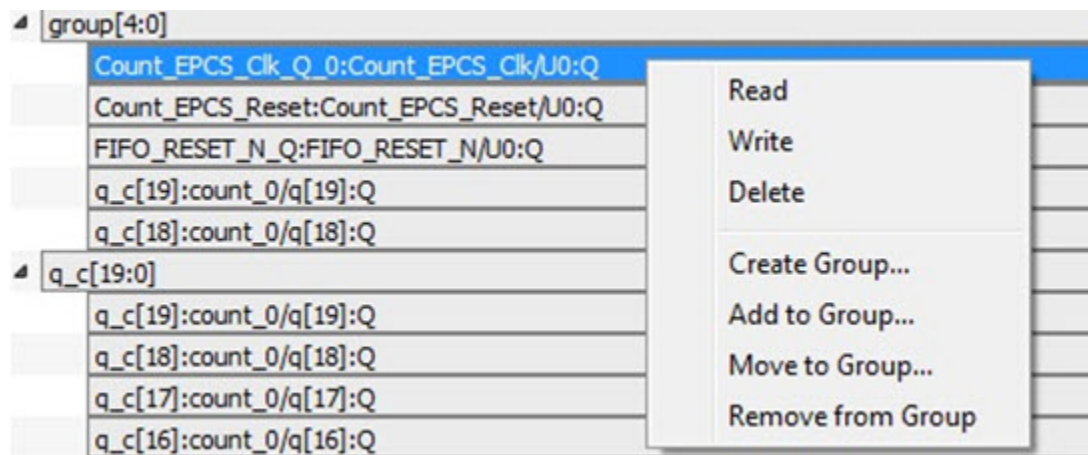 group[4:0]
Count_EPCS_Clk_Q_0:Count_EPCS_Clk/U0:Q
Count_EPCS_Reset:Count_EPCS_Reset/U0:Q
FIFO_RESET_N_Q:FIFO_RESET_N/U0:Q
q_c[19]:count_0/q[19]:Q
q_c[18]:count_0/q[18]:Q
q_c[19:0]
q_c[19]:count_0/q[19]:Q
q_c[18]:count_0/q[18]:Q
q_c[17]:count_0/q[17]:Q
q_c[16]:count_0/q[16]:Q
Read
Write
Delete
Create Group...
Add to Group...
Move to Group...
Remove from Group